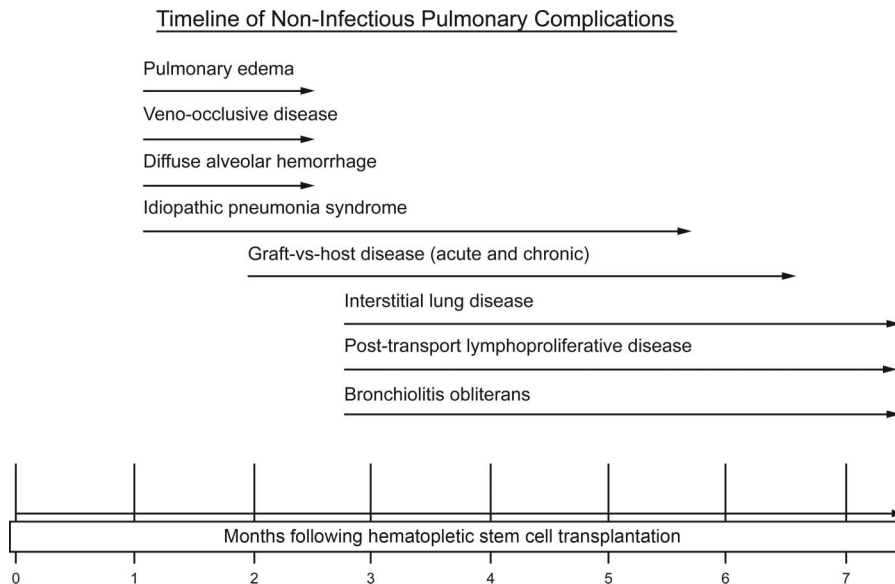 Timeline of Non-Infectious Pulmonary Complications
Pulmonary edema
Veno-occlusive disease
Diffuse alveolar hemorrhage
Idiopathic pneumonia syndrome
Graft-vs-host disease (acute and chronic)
Interstitial lung disease
Post-transport lymphoproliferative disease
Bronchiolitis obliterans
Months following hematopletic stem cell transplantation
0 1 2 3 4 5 6 7